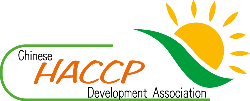 Chinese
HACCP
Development Association